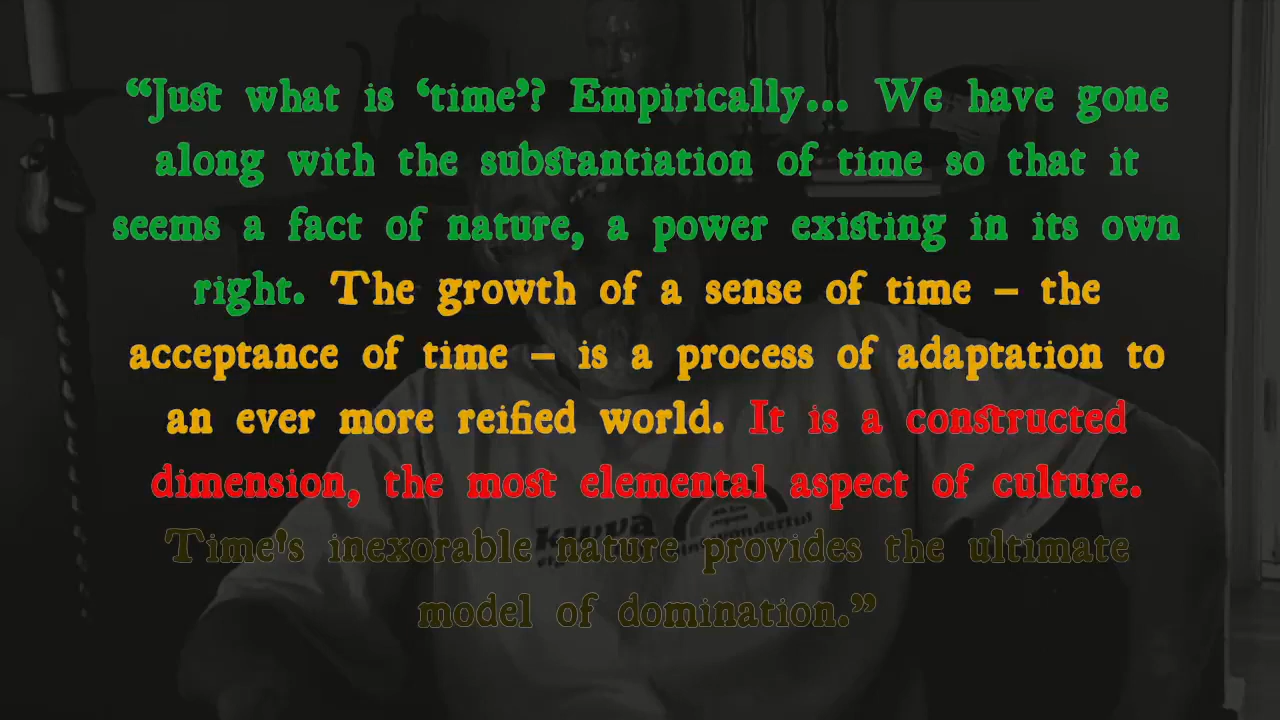 “Just what is ‘time’? Empirically... We have gone
along with the substantiation of time so that it
seems a fact of nature, a power existing in its own
right. The growth of a sense of time – the
acceptance of time – is a process of adaptation to
an ever more reified world. It is a constructed
dimension, the most elemental aspect of culture.
Time's inexorable nature provides the ultimate
model of domination.”
wonderful